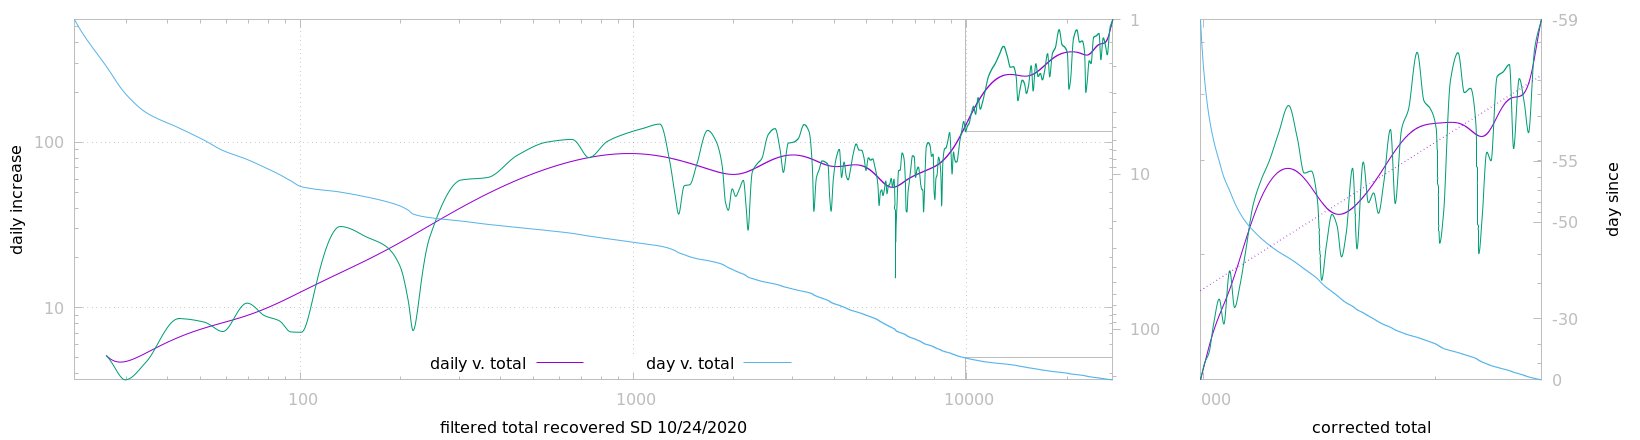 daily increase
100
10
daily v. total
day v. total
100
1000
10000
filtered total recovered SD 10/24/2020
1
10
100
000
corrected total
-59
-55
-50
-30
0
day since